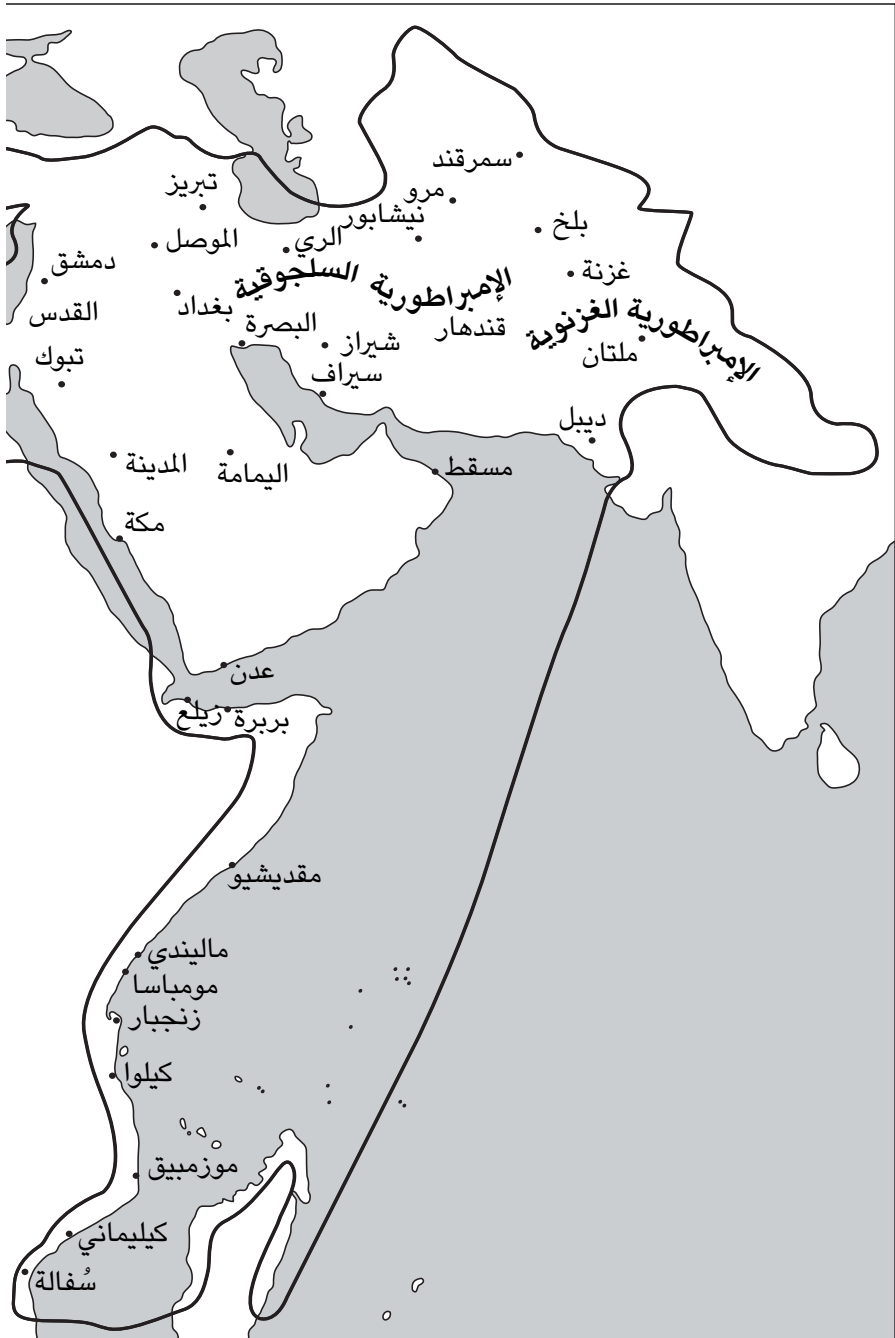 سمرقند
مرو
تبريز
نيشابور
بلخ
الري
الموصل
دمشق
غزنة
الإمبراطورية السلجوقية
بغداد
القدس
الإمبراطورية الغزنوية
البصرة
قندهار
شيراز
ملتان
تبوك
سيراف
ديبل
المدينة
اليمامة
مسقط
مكة
عدن
زيلع
بربرة
مقديشيو
ماليندي
مومباسا
زنجبار
كيلوا
موزمبيق
كيليماني
سُفالة